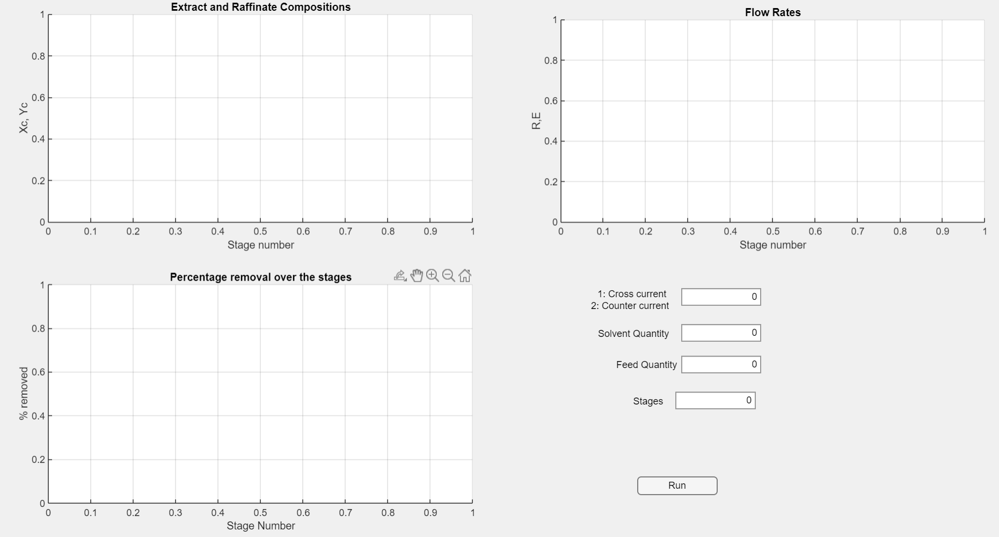 Extract and Raffinate Compositions
1
0.8
0.6
0.4
0.2
0
Xc, Yc
0 0.1 0.2 0.3 0.4 0.5 0.6 0.7 0.8 0.9 1
Stage number
Flow Rates
1
0.8
0.6
0.4
0.2
0
R,E
0 0.1 0.2 0.3 0.4 0.5 0.6 0.7 0.8 0.9 1
Stage number
Percentage removal over the stages
1
0.8
0.6
0.4
0.2
0
% removed
0 0.1 0.2 0.3 0.4 0.5 0.6 0.7 0.8 0.9 1
Stage Number
1: Cross current
2: Counter current
0
Solvent Quantity 0
Feed Quantity 0
Stages 0
Run